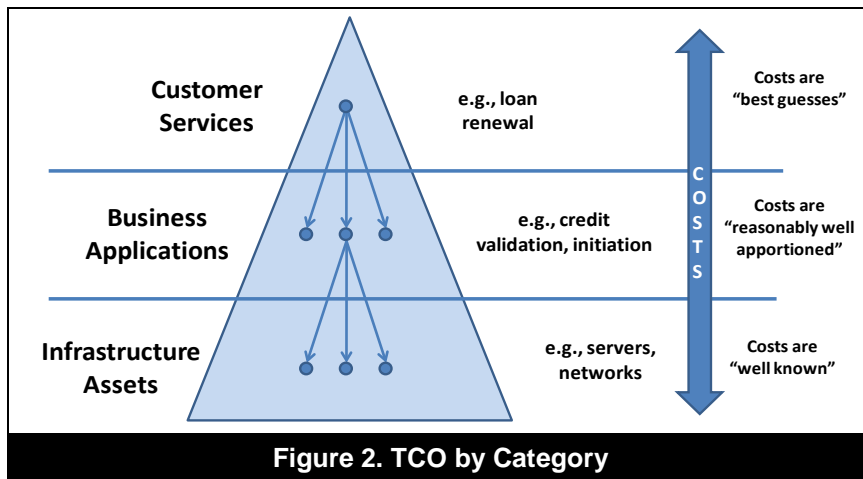 Customer
Services
e.g., loan
renewal
Costs are
“best guesses”
Business
Applications
e.g., credit
validation, initiation
Costs are
“reasonably well
apportioned”
Infrastructure
Assets
e.g., servers,
networks
Costs are
“well known”
COSTS
Figure 2. TCO by Category